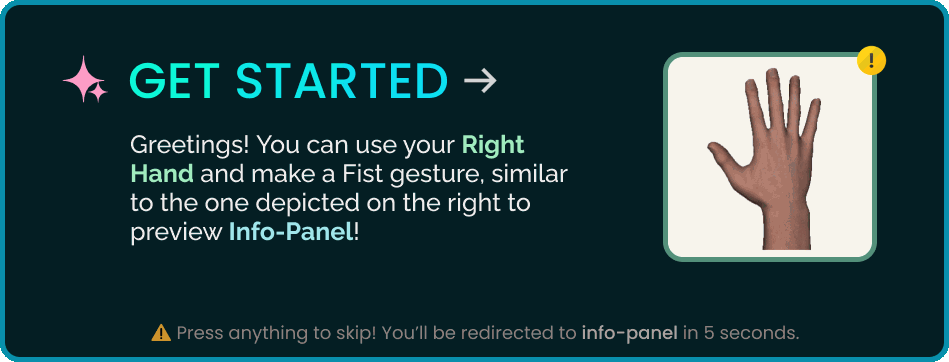 GET STARTED →
!
Greetings! You can use your Right
Hand and make a Fist gesture, similar
to the one depicted on the right to
preview Info-Panel!
⚠ Press anything to skip! You’ll be redirected to info-panel in 5 seconds.